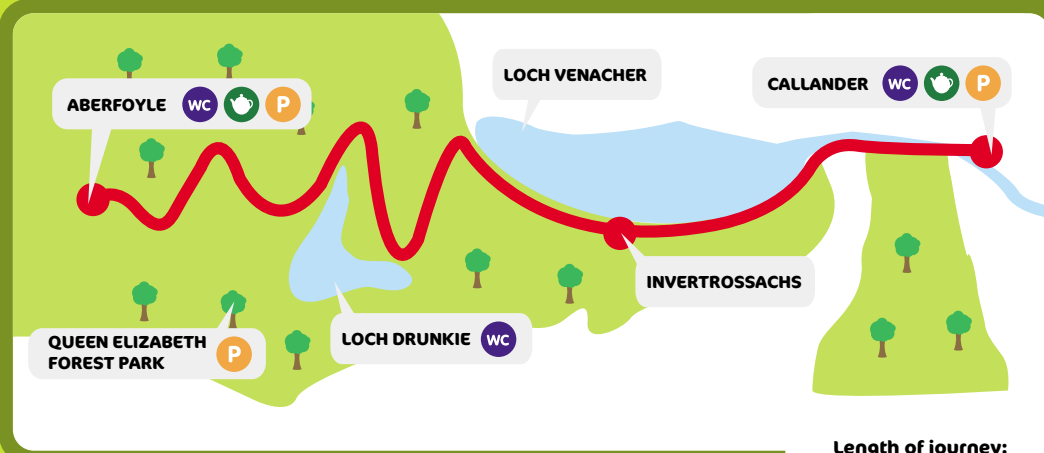 LOCH VENACHER
CALLANDER WC P
ABERFOYLE WC P
INVERTROSSACHS
LOCH DRUNKIE WC
QUEEN ELIZABETH
FOREST PARK P
Length of journey: